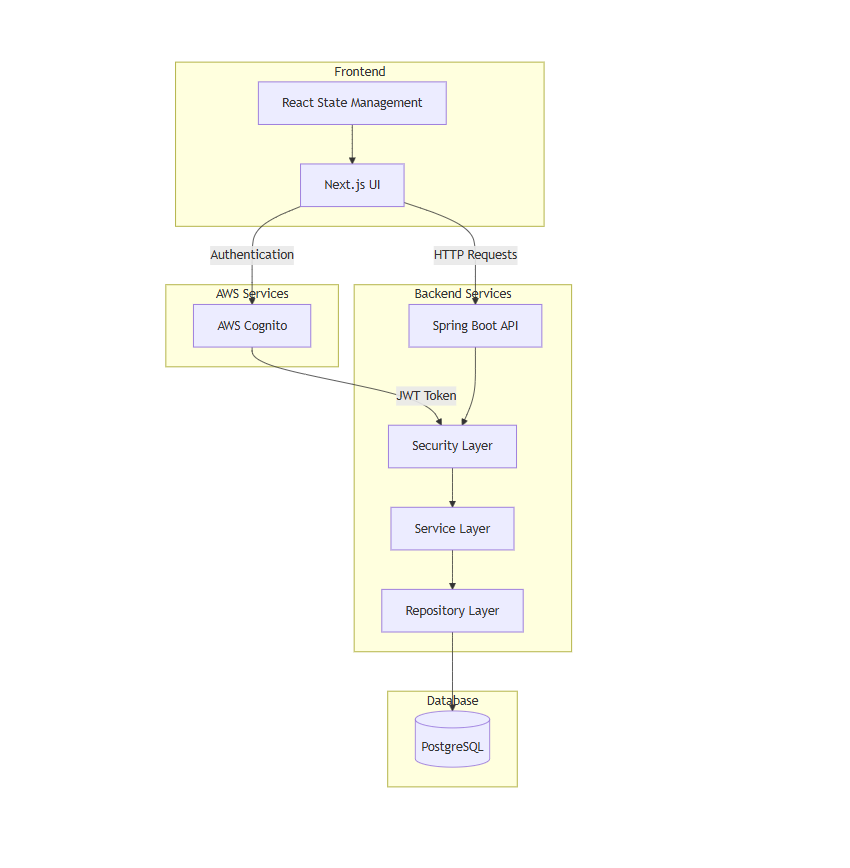 Frontend
React State Management
Next.js UI
Authentication
HTTP Requests
AWS Services
Backend Services
AWS Cognito
Spring Boot API
JWT Token
Security Layer
Service Layer
Repository Layer
Database
PostgreSQL